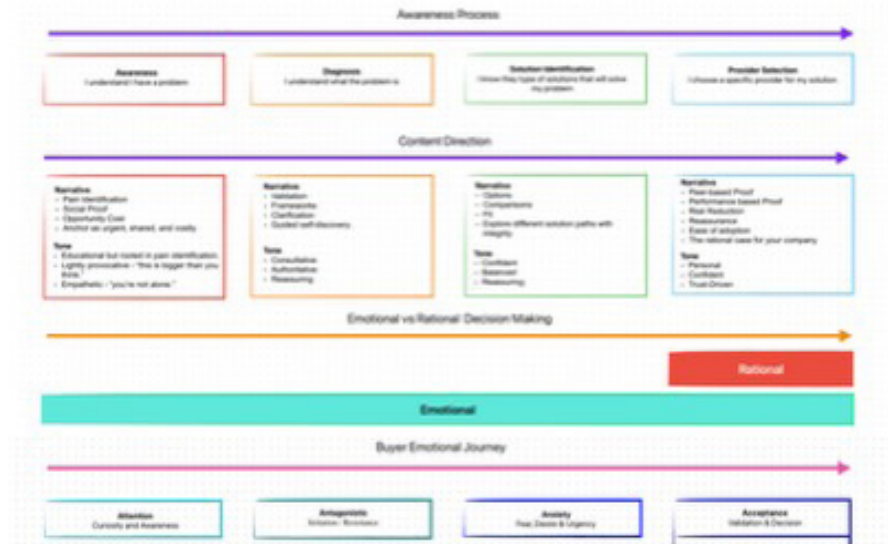 Awareness Process
Awareness
I understand I have a problem
Diagnosis
I understand what the problem is
Solution Identification
I know they types of solutions that will solve
my problem
Provider Selection
I choose a specific provider for my solution
Content Direction
Narrative
- Pain Identification
- Social Proof
- Opportunity Cost
- Anchor as urgent, shared, and costly
Tone
- Educational but rooted in pain identification.
- Lightly provocative - "this is bigger than you
think."
- Empathetic - "you're not alone."
Narrative
- Validation
- Frameworks
- Clarification
- Guided self-discovery
Tone
- Consultative
- Authoritative
- Reassuring
Narrative
- Options
- Comparisons
- Fit
- Explore different solution paths with
integrity
Tone
- Confident
- Balanced
- Reassuring
Narrative
- Peer-based Proof
- Performance based Proof
- Risk Reduction
- Reassurance
- Ease of adoption
- The rational case for your company
Tone
- Personal
- Confident
- Trust-Driven
Emotional vs Rational Decision Making
Rational
Emotional
Buyer Emotional Journey
Attention
Curiosity and Awareness
Antagonistic
Anxiety
Fear, Desire & Urgency
Acceptance
Validation & Decision